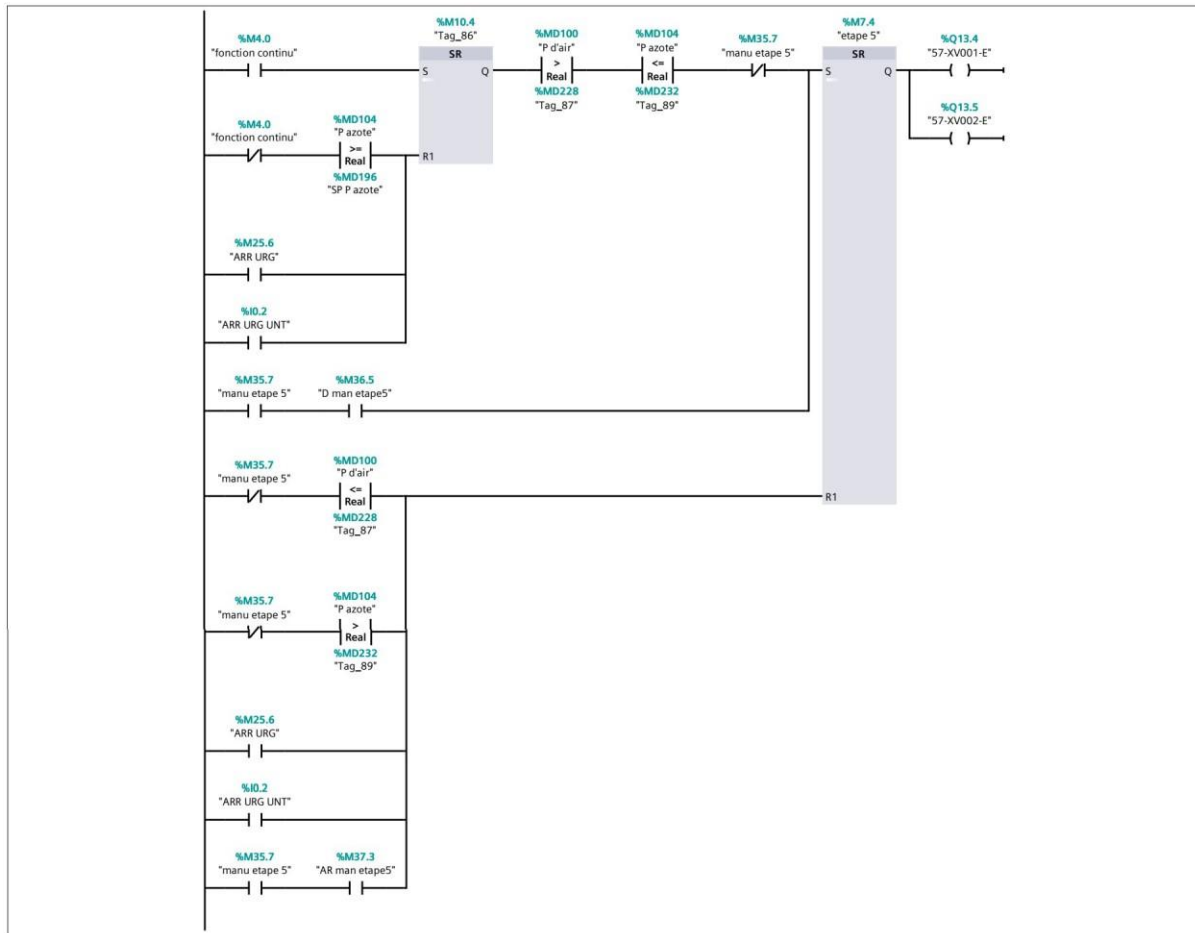 %M4.0
"fonction continu"
%M10.4
"Tag_86"
SR
S
Q
R1
%MD100
"P d'air"
>
Real
%MD228
"Tag_87"
%MD104
"P azote"
<=
Real
%MD232
"Tag_89"
%M35.7
"manu etape 5"
%M7.4
"etape 5"
SR
S
Q
R1
%Q13.4
"57-XV001-E"
%Q13.5
"57-XV002-E"
%M4.0
"fonction continu"
%MD104
"P azote"
>=
Real
%MD196
"SP P azote"
%M25.6
"ARR URG"
%I0.2
"ARR URG UNT"
%M35.7
"manu etape 5"
%M36.5
"D man etape5"
%M35.7
"manu etape 5"
%MD100
"P d'air"
<=
Real
%MD228
"Tag_87"
%M35.7
"manu etape 5"
%MD104
"P azote"
>
Real
%MD232
"Tag_89"
%M25.6
"ARR URG"
%I0.2
"ARR URG UNT"
%M35.7
"manu etape 5"
%M37.3
"AR man etape5"